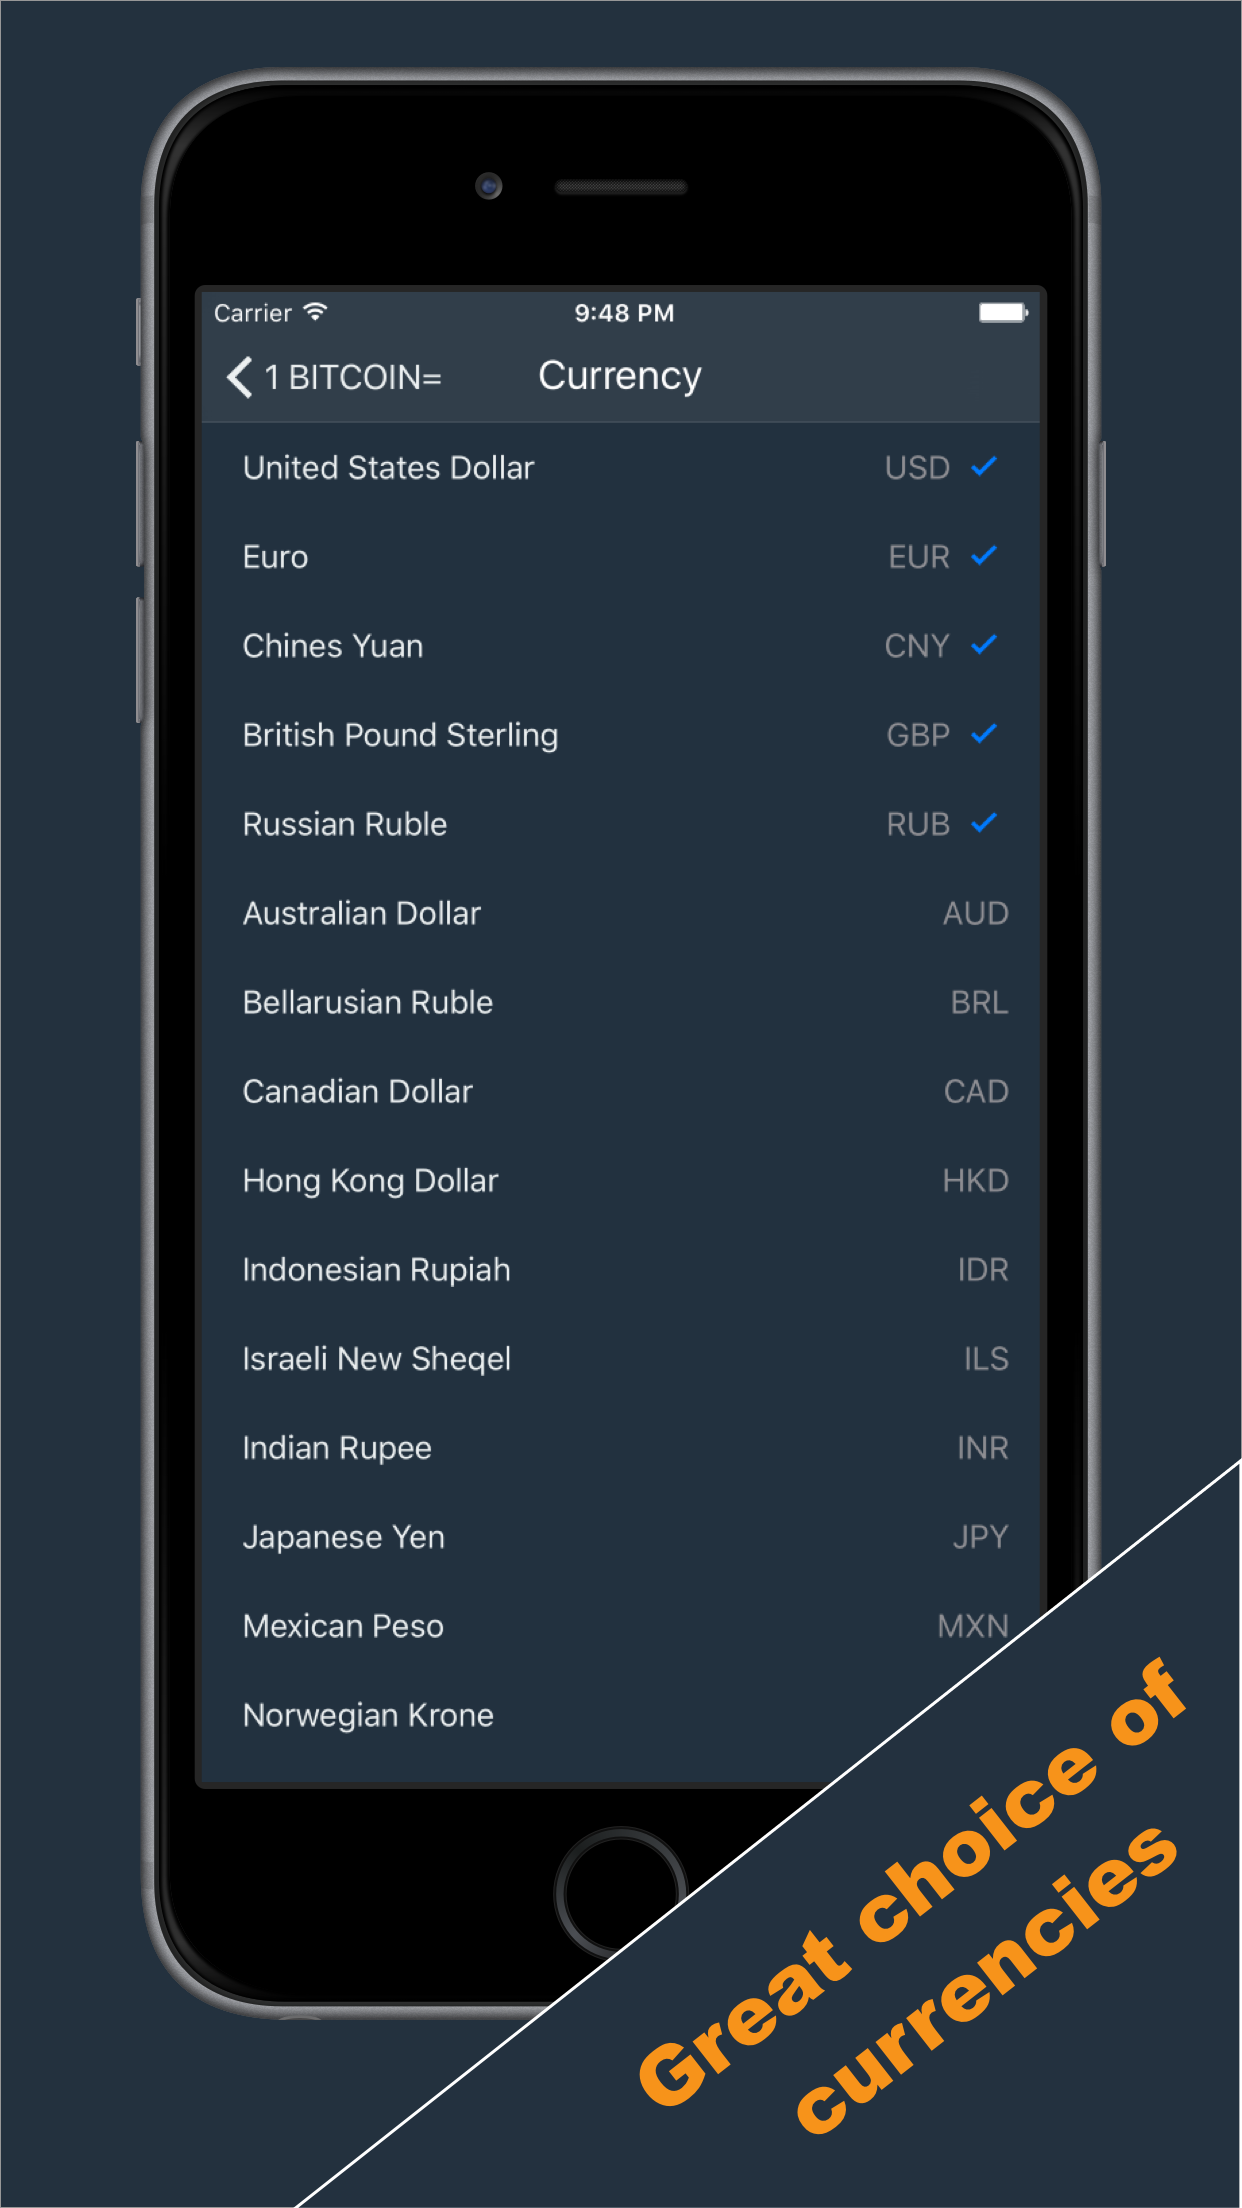 Carrier 9:48 PM
1 BITCOIN= Currency
United States Dollar USD
Euro EUR
Chines Yuan CNY
British Pound Sterling GBP
Russian Ruble RUB
Australian Dollar AUD
Bellarusian Ruble BRL
Canadian Dollar CAD
Hong Kong Dollar HKD
Indonesian Rupiah IDR
Israeli New Sheqel ILS
Indian Rupee INR
Japanese Yen JPY
Mexican Peso MXN
Norwegian Krone
Great choice of
currencies